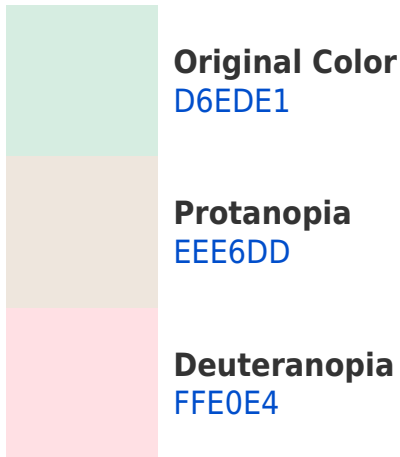 Original Color
D6EDE1
Protanopia
EEE6DD
Deuteranopia
FFE0E4